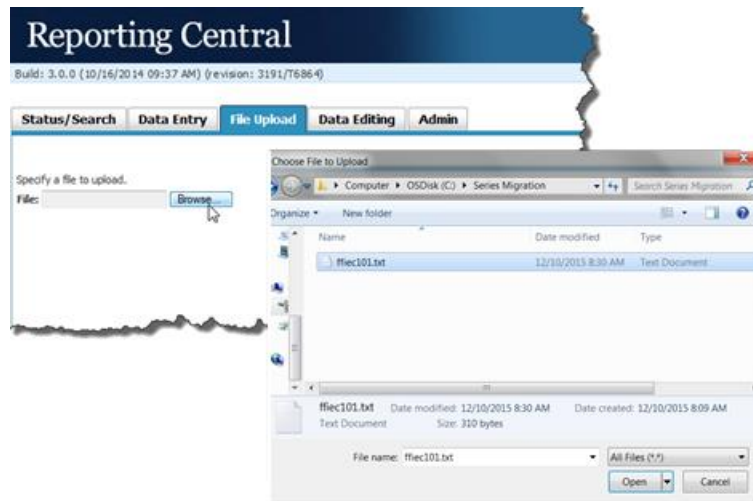 Reporting Central
Build: 3.0.0 (10/16/2014 09:37 AM) (revision: 3191/T6864)
Status/Search Data Entry File Upload Data Editing Admin
Specify a file to upload.
File: Browse...
Choose File to Upload
Computer OSDisk (C:) Series Migration Search Series Migration
Organize New folder
Name Date modified Type
ffiec101.txt 12/10/2015 8:30 AM Text Document
ffiec101.txt Date modified: 12/10/2015 8:30 AM Date created: 12/10/2015 8:09 AM
Text Document Size: 310 bytes
File name: ffiec101.txt All Files (*.*)
Open Cancel